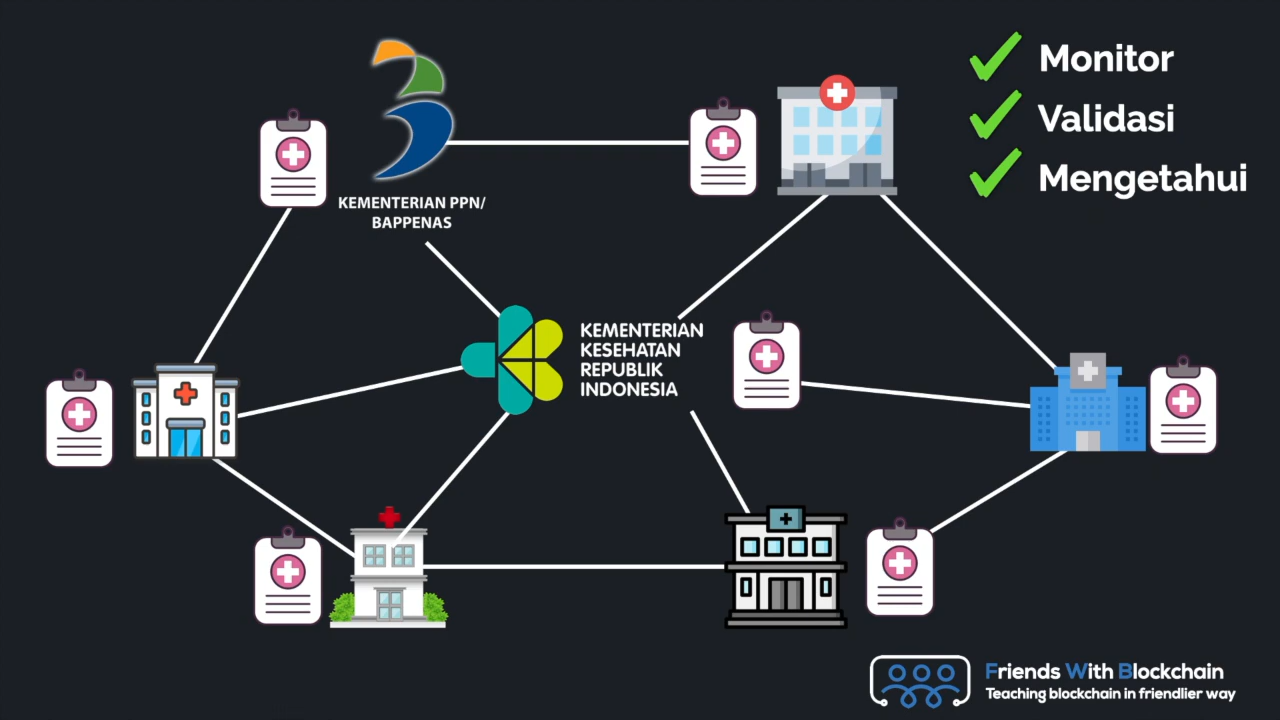 Monitor
Validasi
Mengetahui
KEMENTERIAN PPN/
BAPPENAS
KEMENTERIAN
KESEHATAN
REPUBLIK
INDONESIA
Friends With Blockchain
Teaching blockchain in friendlier way